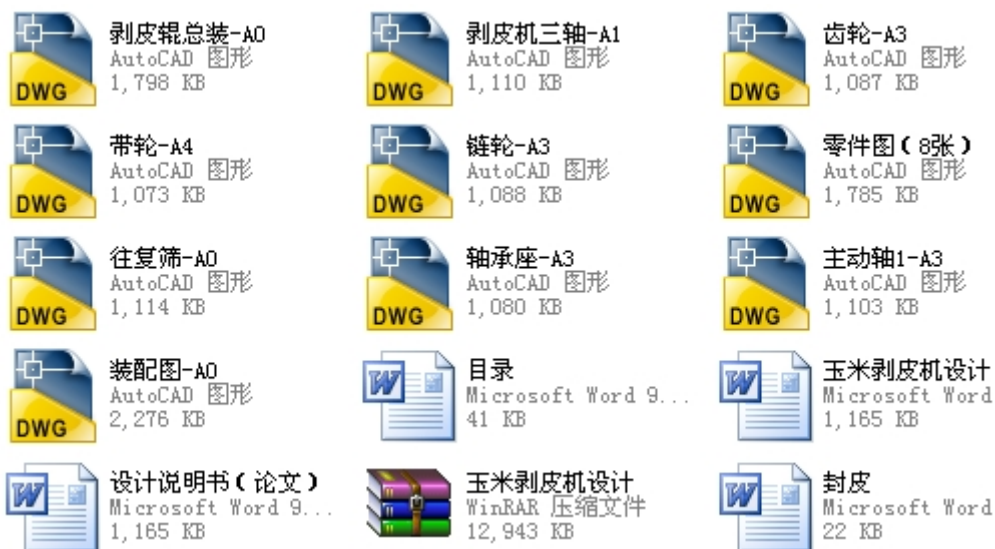 剥皮辊总装-A0
AutoCAD 图形
1,798 KB
DWG
剥皮机三轴-A1
AutoCAD 图形
1,110 KB
DWG
齿轮-A3
AutoCAD 图形
1,087 KB
DWG
带轮-A4
AutoCAD 图形
1,073 KB
DWG
链轮-A3
AutoCAD 图形
1,088 KB
DWG
零件图(8张)
AutoCAD 图形
1,785 KB
DWG
往复筛-A0
AutoCAD 图形
1,114 KB
DWG
轴承座-A3
AutoCAD 图形
1,080 KB
DWG
主动轴1-A3
AutoCAD 图形
1,103 KB
DWG
装配图-A0
AutoCAD 图形
2,276 KB
DWG
目录
Microsoft Word 9...
41 KB
玉米剥皮机设计
Microsoft Word
1,165 KB
设计说明书(论文)
Microsoft Word 9...
1,165 KB
玉米剥皮机设计
WinRAR 压缩文件
12,943 KB
封皮
Microsoft Word
22 KB